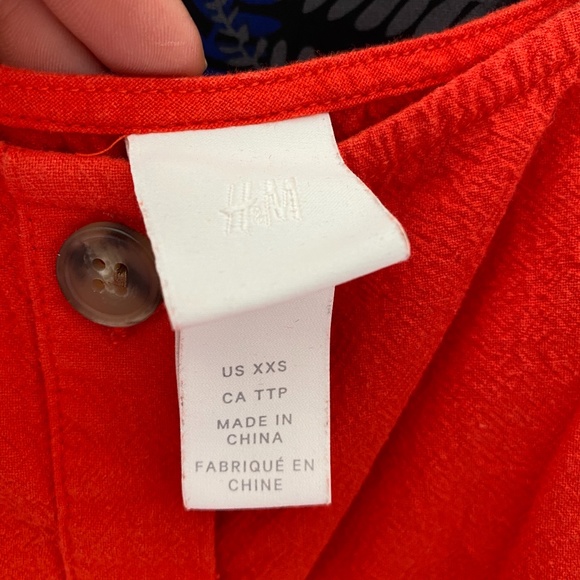 H&M
US XXS
CA TTP
MADE IN
CHINA
FABRIQUÉ EN
CHINE